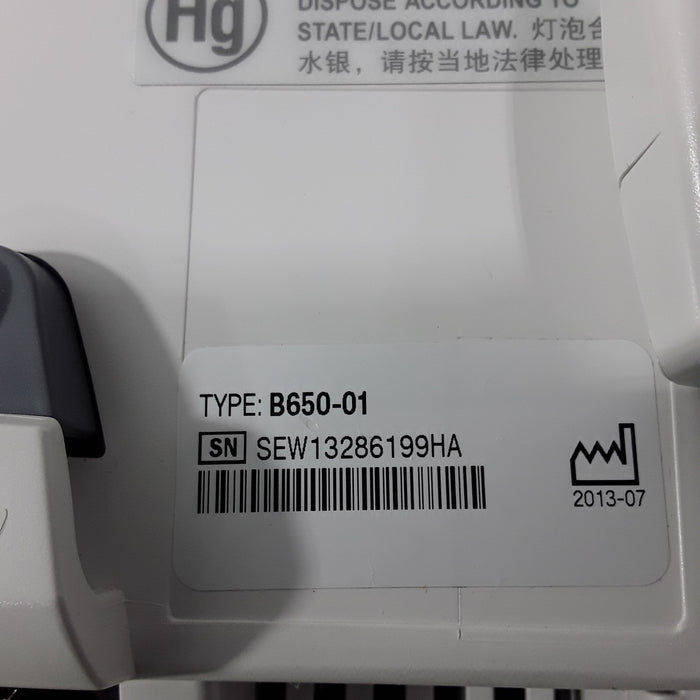 Hg
DISPOSE ACCORDING TO
STATE/LOCAL LAW. 灯泡含
水银，请按当地法律处理
TYPE: B650-01
SN SEW13286199HA
2013-07